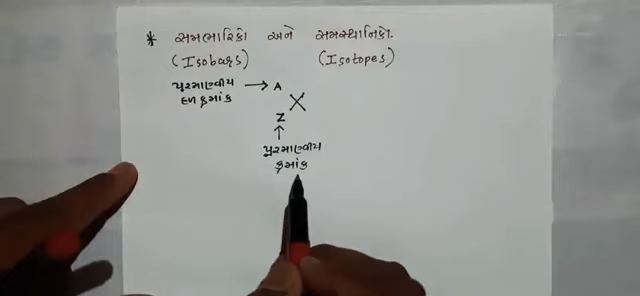 * સમભારિકો અને સમસ્થાનિકો.
(Isobars) (Isotopes)
પરમાણ્વીય → A
દળ ક્રમાંક
X
Z
↑
પરમાણ્વીય
ક્રમાંક